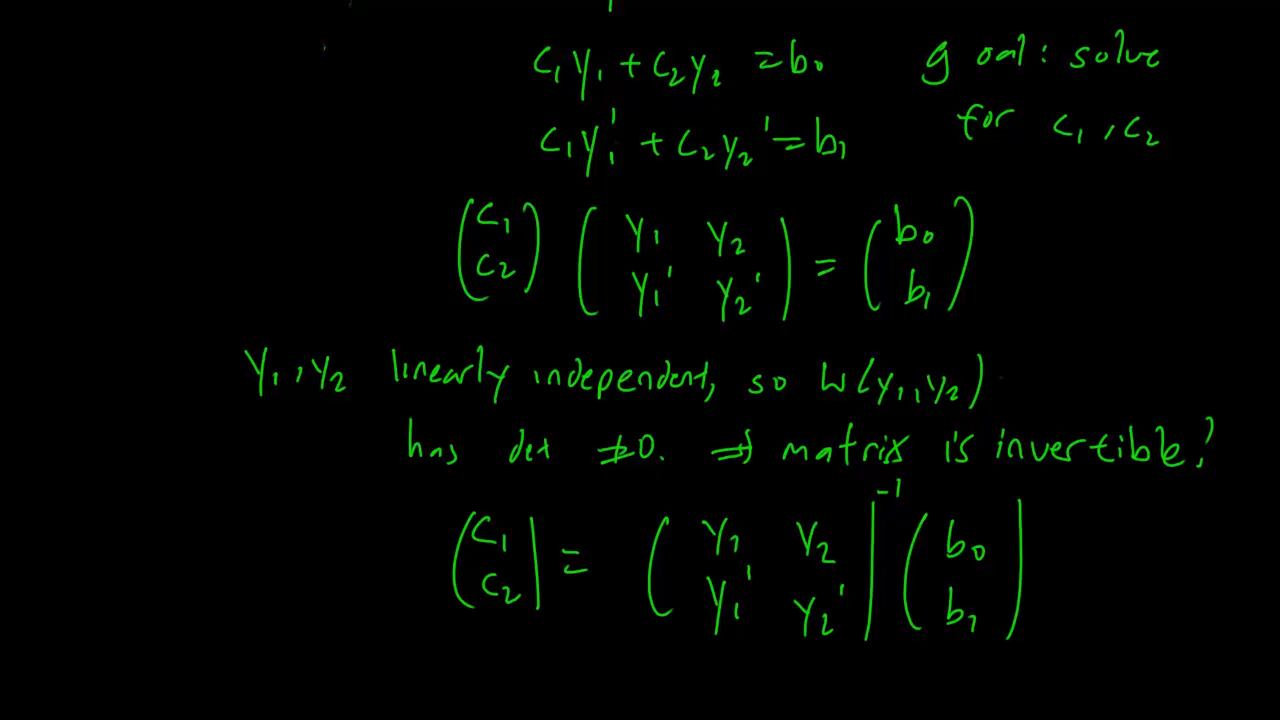 c₁y₁ + c₂y₂ = b₀ goal: solve
c₁y₁' + c₂y₂' = b₁ for c₁, c₂
(c₁ c₂) (y₁ y₂ y₁' y₂') = (b₀ b₁)
y₁, y₂ linearly independent, so W(y₁, y₂)
has det ≠ 0. ⇒ matrix is invertible?
(c₁ c₂) = (y₁ y₂ y₁' y₂')⁻¹ (b₀ b₁)